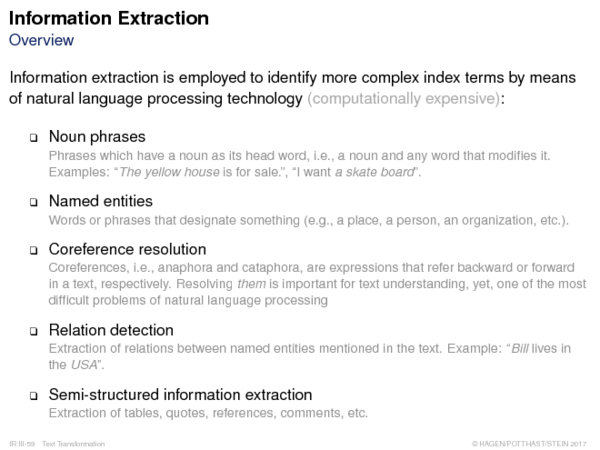 Information Extraction
Overview
Information extraction is employed to identify more complex index terms by means
of natural language processing technology (computationally expensive):
❑ Noun phrases
Phrases which have a noun as its head word, i.e., a noun and any word that modifies it.
Examples: “The yellow house is for sale.”, “I want a skate board”.
❑ Named entities
Words or phrases that designate something (e.g., a place, a person, an organization, etc.).
❑ Coreference resolution
Coreferences, i.e., anaphora and cataphora, are expressions that refer backward or forward
in a text, respectively. Resolving them is important for text understanding, yet, one of the most
difficult problems of natural language processing
❑ Relation detection
Extraction of relations between named entities mentioned in the text. Example: “Bill lives in
the USA”.
❑ Semi-structured information extraction
Extraction of tables, quotes, references, comments, etc.
IR:III-59 Text Transformation © HAGEN/POTTHAST/STEIN 2017